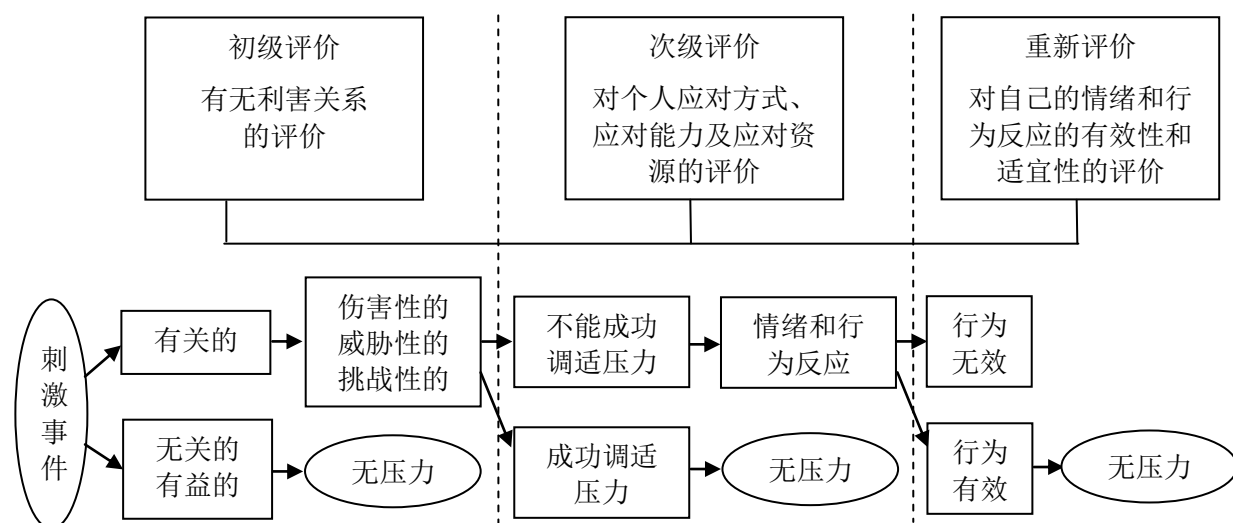 初级评价
有无利害关系
的评价
次级评价
对个人应对方式、
应对能力及应对资
源的评价
重新评价
对自己的情绪和行
为反应的有效性和
适宜性的评价
刺
激
事
件
有关的
伤害性的
威胁性的
挑战性的
不能成功
调适压力
情绪和行
为反应
行为
无效
无关的
有益的
无压力
成功调适
压力
无压力
行为
有效
无压力